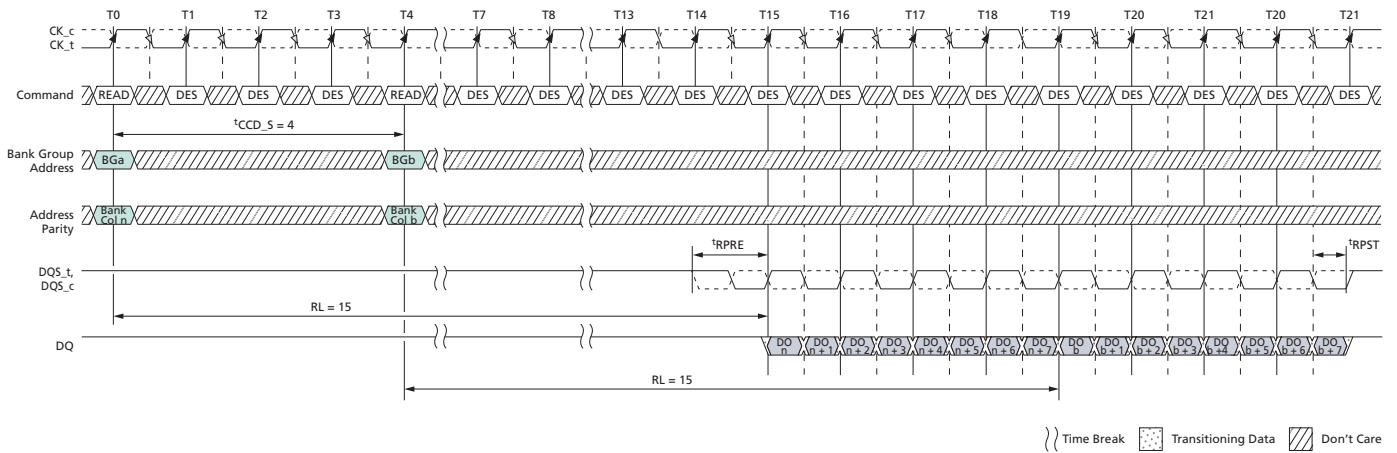 T0 T1 T2 T3 T4 T7 T8 T13 T14 T15 T16 T17 T18 T19 T20 T21 T20 T21
CK_c
CK_t
Command READ DES DES DES READ DES DES DES DES DES DES DES DES DES DES DES DES DES
tCCD_S = 4
Bank Group
Address
BGa BGb
Address
Parity
Bank
Col n
Bank
Col b
tRPRE tRPST
DQS_t,
DQS_c
RL = 15
DQ
DO
n
DO
n + 1
DO
n + 2
DO
n + 3
DO
n + 4
DO
n + 5
DO
n + 6
DO
n + 7
DO
b
DO
b + 1
DO
b + 2
DO
b + 3
DO
b + 4
DO
b + 5
DO
b + 6
DO
b + 7
RL = 15
Time Break Transitioning Data Don't Care